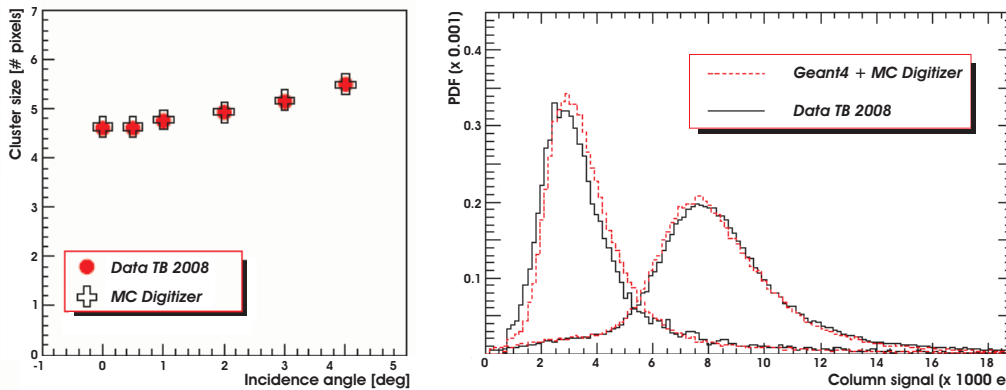 7
6
5
4
3
2
1
0
Cluster size [# pixels]
Data TB 2008
MC Digitizer
-1 0 1 2 3 4 5
Incidence angle [deg]
PDF (x 0.001)
0.4
0.3
0.2
0.1
Geant4 + MC Digitizer
Data TB 2008
0 2 4 6 8 10 12 14 16 18
Column signal (x 1000 e